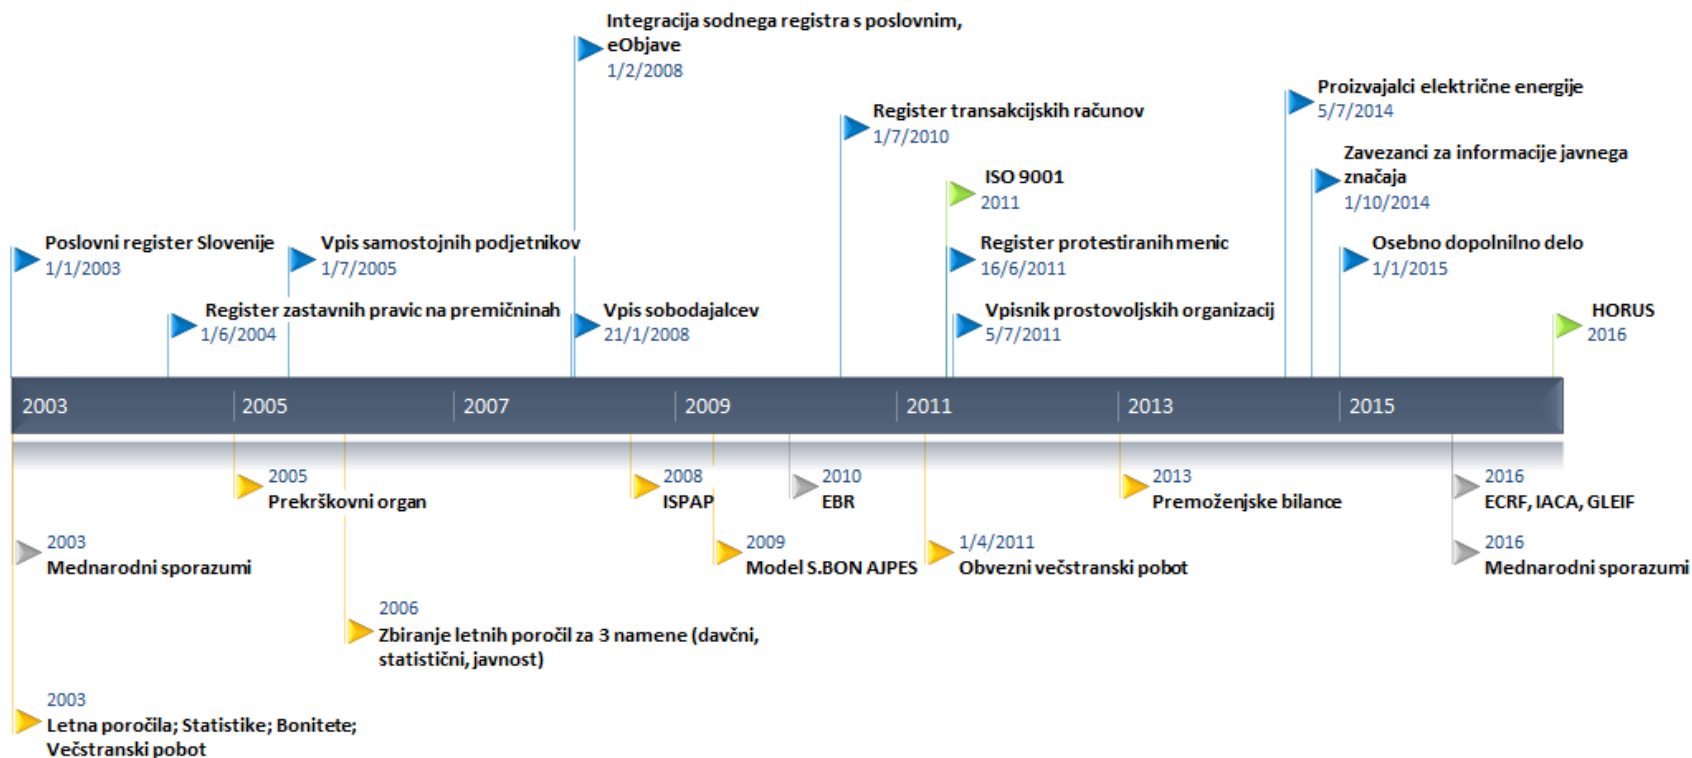 Integracija sodnega registra s poslovnim,
eObjave
1/2/2008
Proizvajalci električne energije
5/7/2014
Register transakcijskih računov
1/7/2010
Zavezanci za informacije javnega
značaja
1/10/2014
ISO 9001
2011
Poslovni register Slovenije
1/1/2003
Vpis samostojnih podjetnikov
1/7/2005
Register protestiranih menic
16/6/2011
Osebno dopolnilno delo
1/1/2015
Register zastavnih pravic na premičninah
1/6/2004
Vpis sobodajalcev
21/1/2008
Vpisnik prostovoljskih organizacij
5/7/2011
HORUS
2016
2003
2005
2007
2009
2011
2013
2015
2005
Prekrškovni organ
2008
ISPAP
2010
EBR
2013
Premoženjske bilance
2016
ECRF, IACA, GLEIF
2003
Mednarodni sporazumi
2009
Model S.BON AJPES
1/4/2011
Obvezni večstranski pobot
2016
Mednarodni sporazumi
2006
Zbiranje letnih poročil za 3 namene (davčni,
statistični, javnost)
2003
Letna poročila; Statistike; Bonitete;
Večstranski pobot